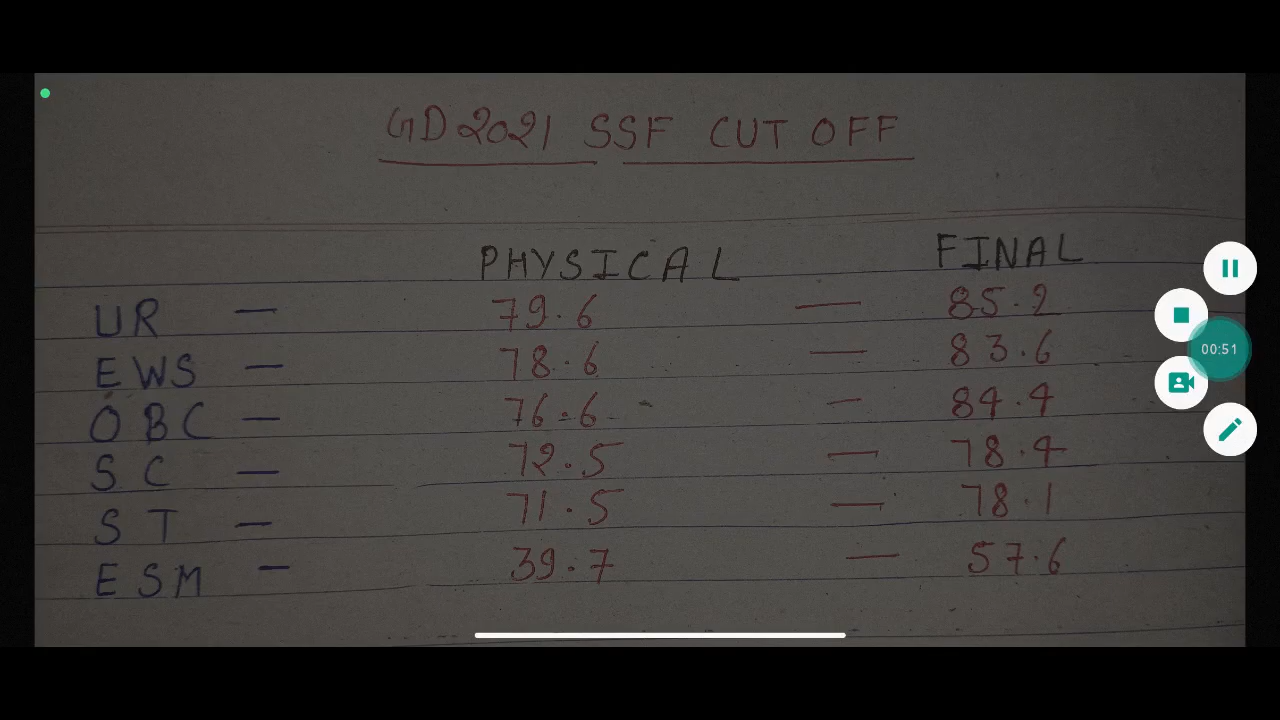 GD 2021 SSF CUT OFF
PHYSICAL FINAL
UR — 79.6 — 85.2
EWS — 78.6 — 83.6
OBC — 76.6 — 84.4
SC — 72.5 — 78.4
ST — 71.5 — 78.1
ESM — 39.7 — 57.6
00:51